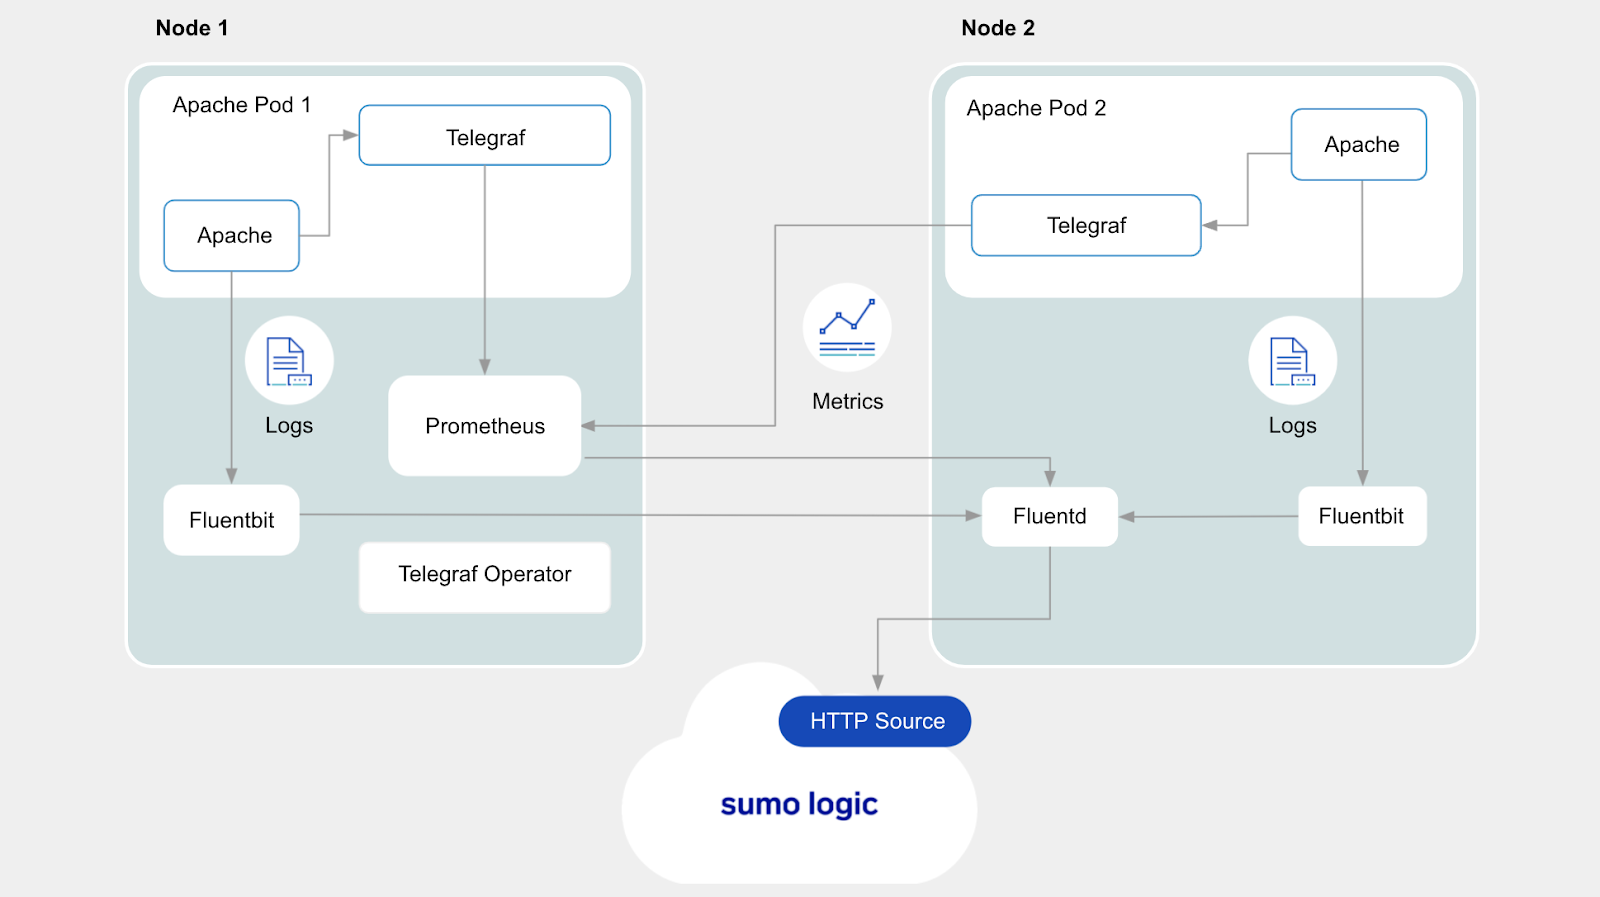 Node 1
Node 2
Apache Pod 1
Telegraf
Apache
Logs
Prometheus
Fluentbit
Telegraf Operator
Metrics
Apache Pod 2
Apache
Telegraf
Logs
Fluentd
Fluentbit
HTTP Source
sumo logic